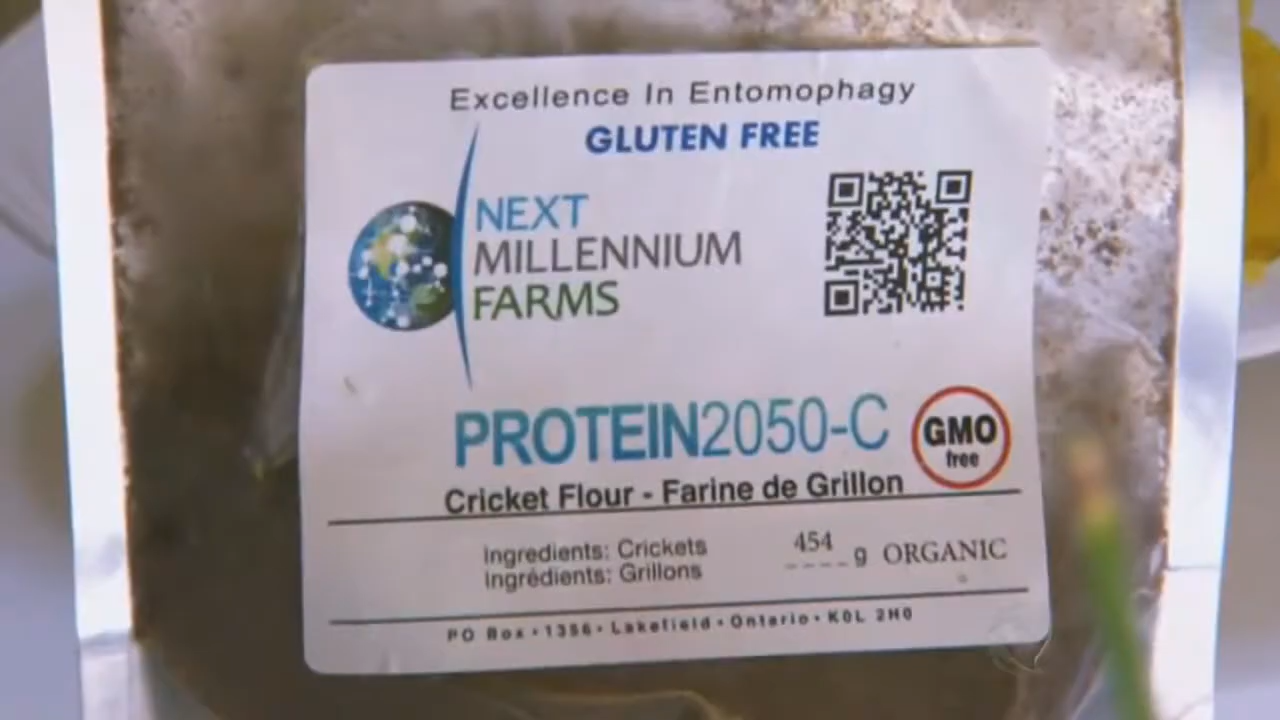 Excellence In Entomophagy
GLUTEN FREE
NEXT
MILLENNIUM
FARMS
PROTEIN2050-C
GMO
free
Cricket Flour - Farine de Grillon
Ingredients: Crickets
Ingrédients: Grillons
454
----g ORGANIC
PO Box • 1356 • Lakefield • Ontario • K0L 2H0